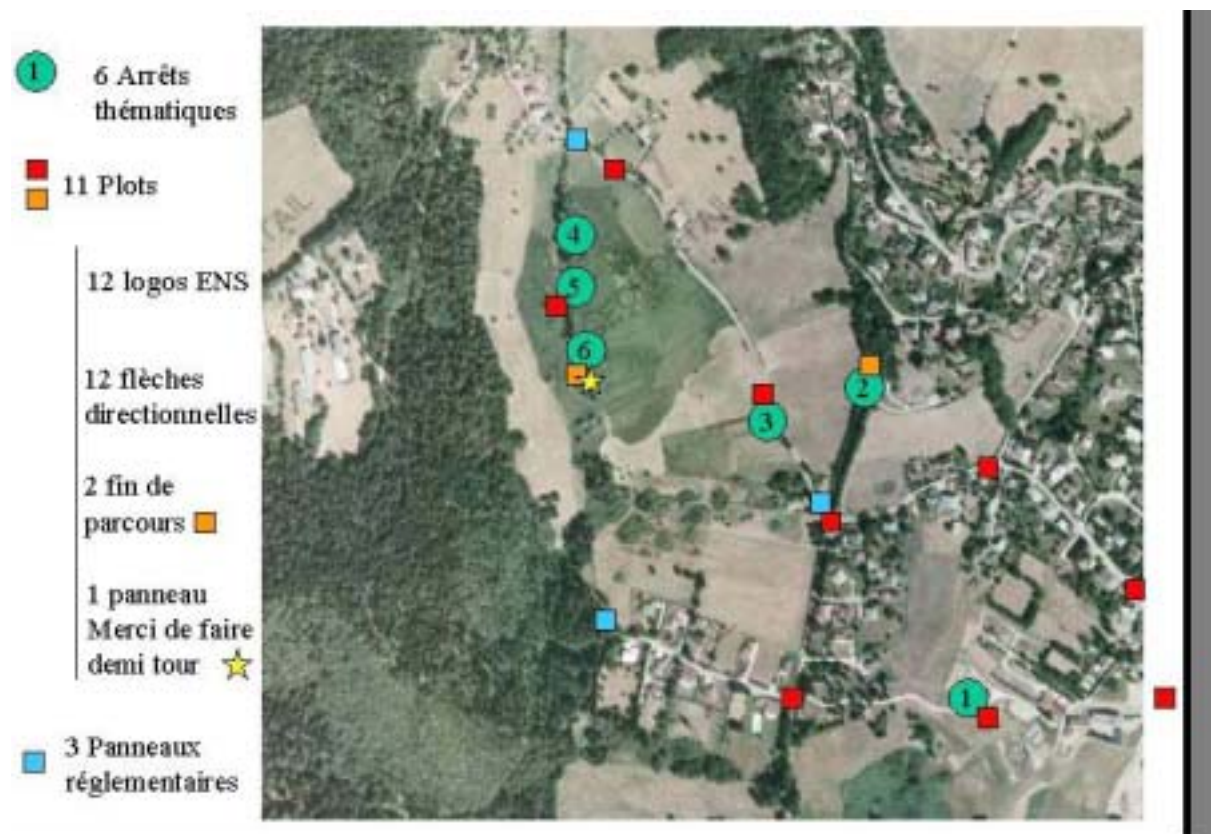 1
6 Arrêts
thématiques
11 Plots
12 logos ENS
12 flèches
directionnelles
2 fin de
parcours
1 panneau
Merci de faire
demi tour
3 Panneaux
réglementaires
4
5
6
2
3
1